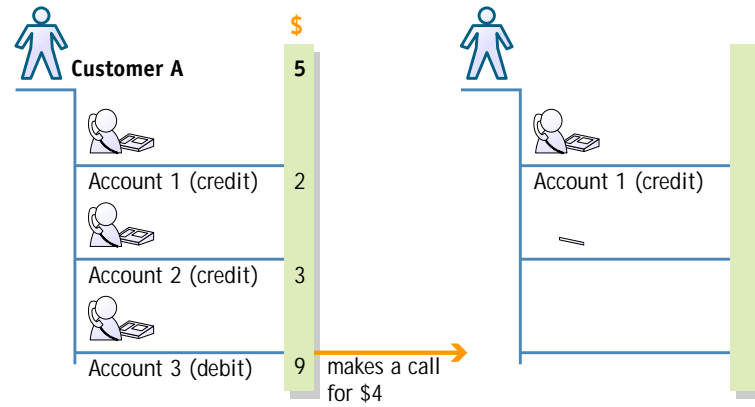 $
Customer A 5
Account 1 (credit) 2
Account 2 (credit) 3
Account 3 (debit) 9
makes a call
for $4
Account 1 (credit)